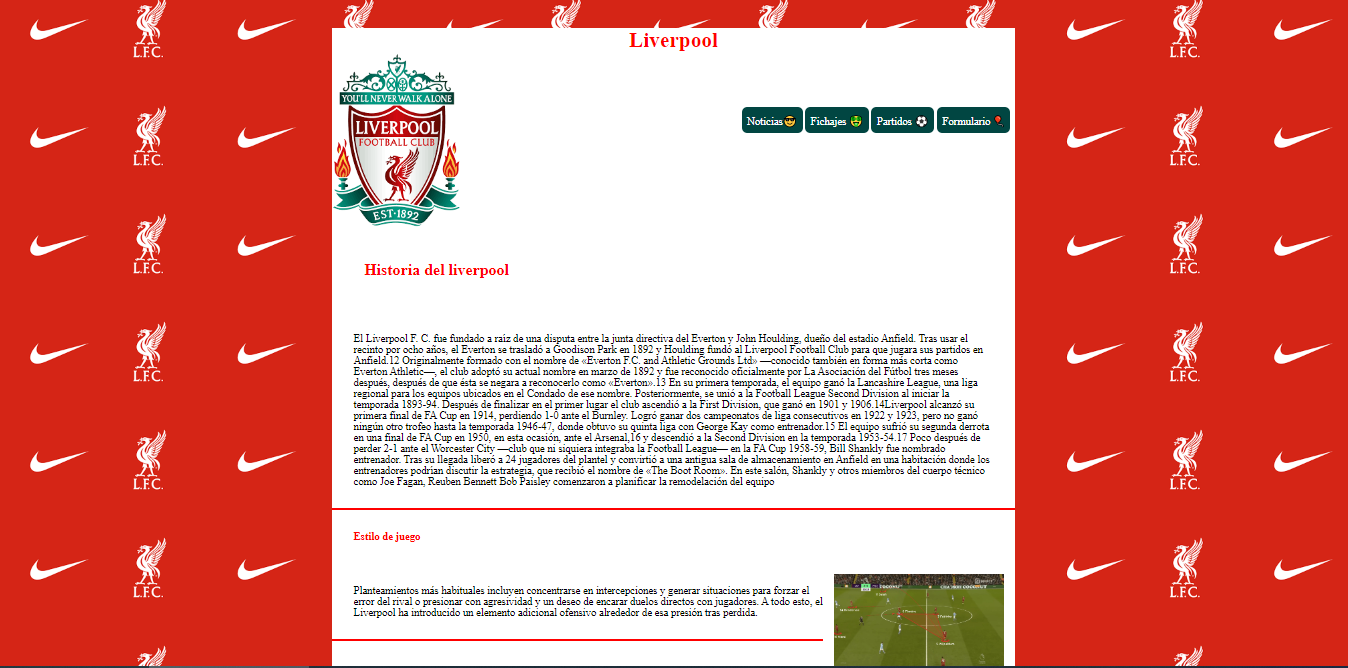 Liverpool
YOU'LL NEVER WALK ALONE
LIVERPOOL
FOOTBALL CLUB
EST·1892
Noticias😎 Fichajes 🤑 Partidos ⚽ Formulario 🎈
Historia del liverpool
El Liverpool F. C. fue fundado a raíz de una disputa entre la junta directiva del Everton y John Houlding, dueño del estadio Anfield. Tras usar el
recinto por ocho años, el Everton se trasladó a Goodison Park en 1892 y Houlding fundó al Liverpool Football Club para que jugara sus partidos en
Anfield.12 Originalmente formado con el nombre de «Everton F.C. and Athletic Grounds Ltd» —conocido también en forma más corta como
Everton Athletic—, el club adoptó su actual nombre en marzo de 1892 y fue reconocido oficialmente por La Asociación del Fútbol tres meses
después, después de que ésta se negara a reconocerlo como «Everton».13 En su primera temporada, el equipo ganó la Lancashire League, una liga
regional para los equipos ubicados en el Condado de ese nombre. Posteriormente, se unió a la Football League Second Division al iniciar la
temporada 1893-94. Después de finalizar en el primer lugar el club ascendió a la First Division, que ganó en 1901 y 1906.14Liverpool alcanzó su
primera final de FA Cup en 1914, perdiendo 1-0 ante el Burnley. Logró ganar dos campeonatos de liga consecutivos en 1922 y 1923, pero no ganó
ningún otro trofeo hasta la temporada 1946-47, donde obtuvo su quinta liga con George Kay como entrenador.15 El equipo sufrió su segunda derrota
en una final de FA Cup en 1950, en esta ocasión, ante el Arsenal,16 y descendió a la Second Division en la temporada 1953-54.17 Poco después de
perder 2-1 ante el Worcester City —club que ni siquiera integraba la Football League— en la FA Cup 1958-59, Bill Shankly fue nombrado
entrenador. Tras su llegada liberó a 24 jugadores del plantel y convirtió a una antigua sala de almacenamiento en Anfield en una habitación donde los
entrenadores podrían discutir la estrategia, que recibió el nombre de «The Boot Room». En este salón, Shankly y otros miembros del cuerpo técnico
como Joe Fagan, Reuben Bennett Bob Paisley comenzaron a planificar la remodelación del equipo
Estilo de juego
Planteamientos más habituales incluyen concentrarse en intercepciones y generar situaciones para forzar el
error del rival o presionar con agresividad y un deseo de encarar duelos directos con jugadores. A todo esto, el
Liverpool ha introducido un elemento adicional ofensivo alrededor de esa presión tras perdida.
L.F.C.
L.F.C.
L.F.C.
L.F.C.
L.F.C.
L.F.C.
L.F.C.
L.F.C.
L.F.C.
L.F.C.
L.F.C.
L.F.C.